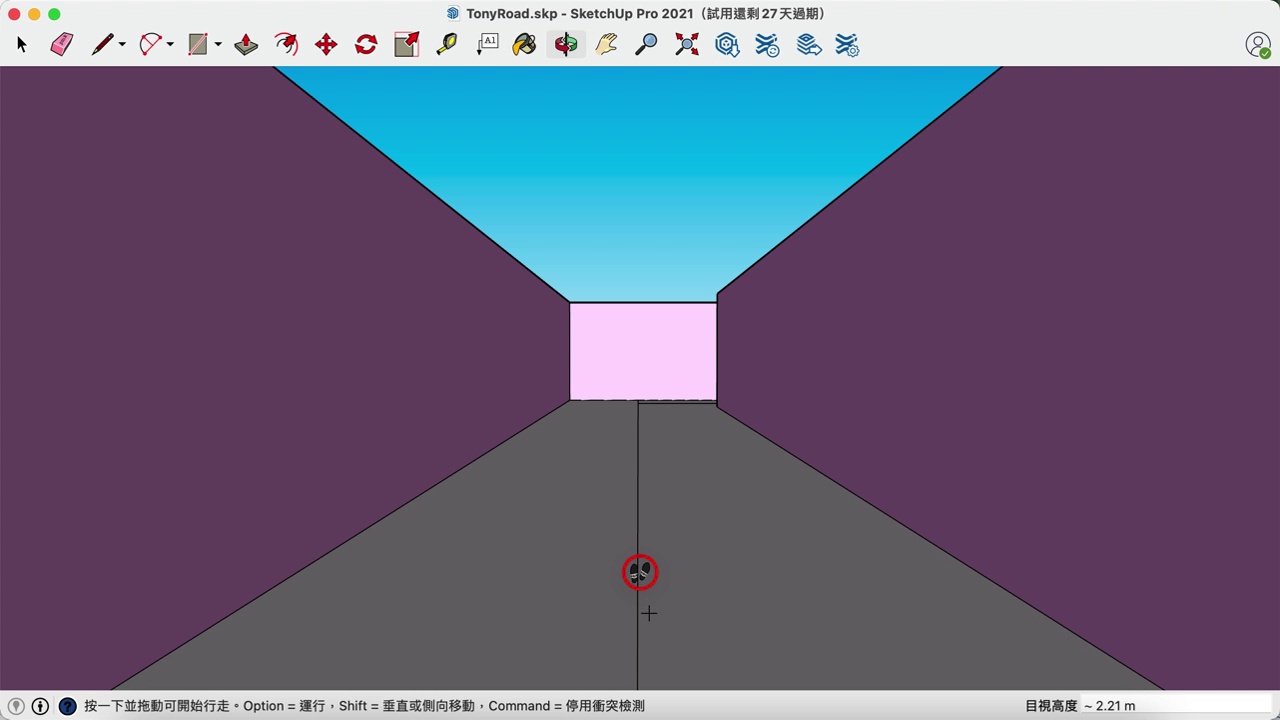 TonyRoad.skp - SketchUp Pro 2021（試用還剩 27 天過期）
A1
按一下並拖動可開始行走。Option = 運行，Shift = 垂直或側向移動，Command = 停用衝突檢測
目視高度 ~ 2.21 m